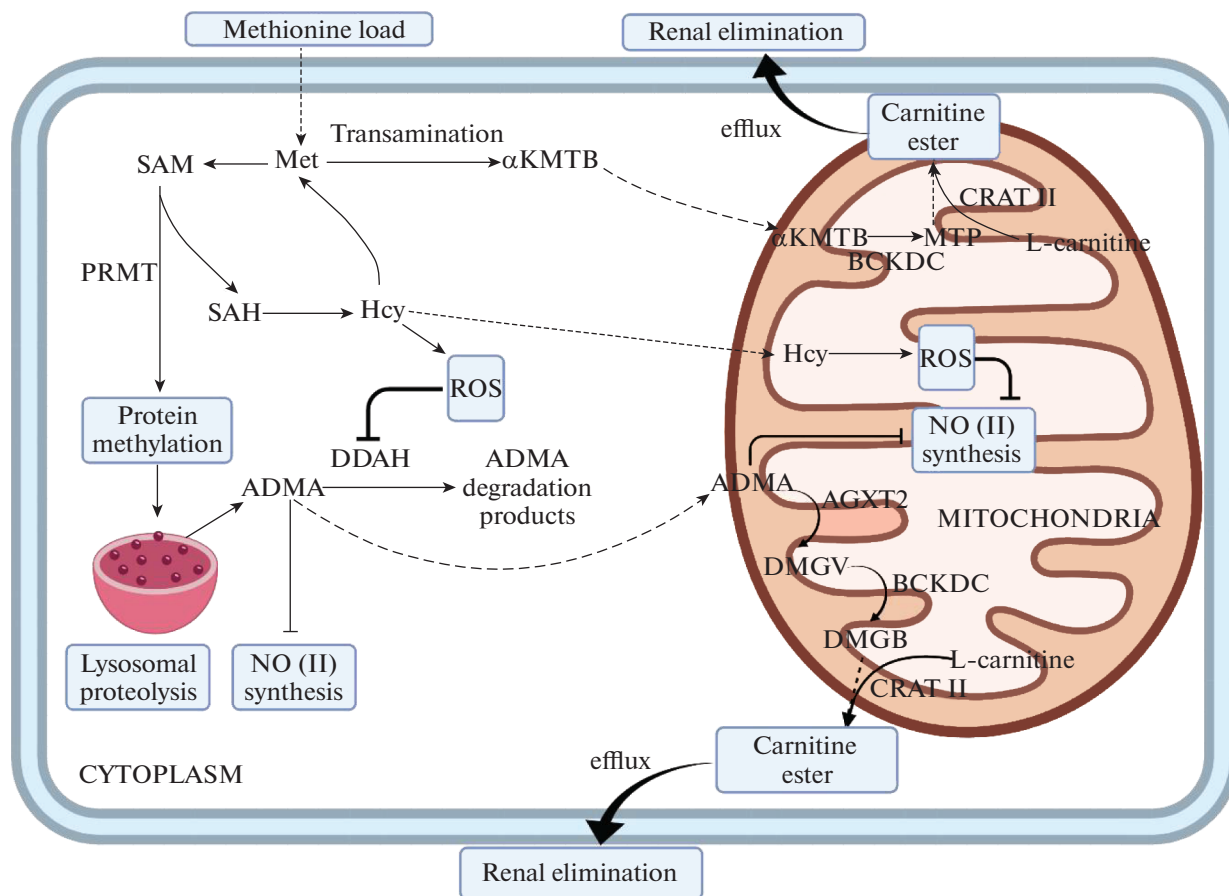 Methionine load
Renal elimination
Carnitine
ester
efflux
Transamination
SAM
Met
αKMTB
CRAT II
αKMTB
MTP
L-carnitine
BCKDC
PRMT
SAH
Hcy
Hcy
ROS
ROS
Protein
methylation
NO (II)
synthesis
DDAH
ADMA
degradation
products
ADMA
ADMA
AGXT2
MITOCHONDRIA
DMGV
BCKDC
DMGB
L-carnitine
CRAT II
Lysosomal
proteolysis
NO (II)
synthesis
Carnitine
ester
efflux
CYTOPLASM
Renal elimination